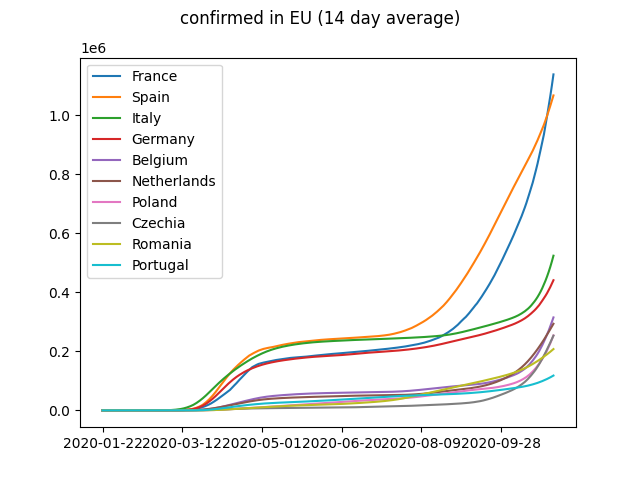 confirmed in EU (14 day average)
1e6
France
Spain
Italy
Germany
Belgium
Netherlands
Poland
Czechia
Romania
Portugal
1.0
0.8
0.6
0.4
0.2
0.0
2020-01-22 2020-03-12 2020-05-01 2020-06-20 2020-08-09 2020-09-28